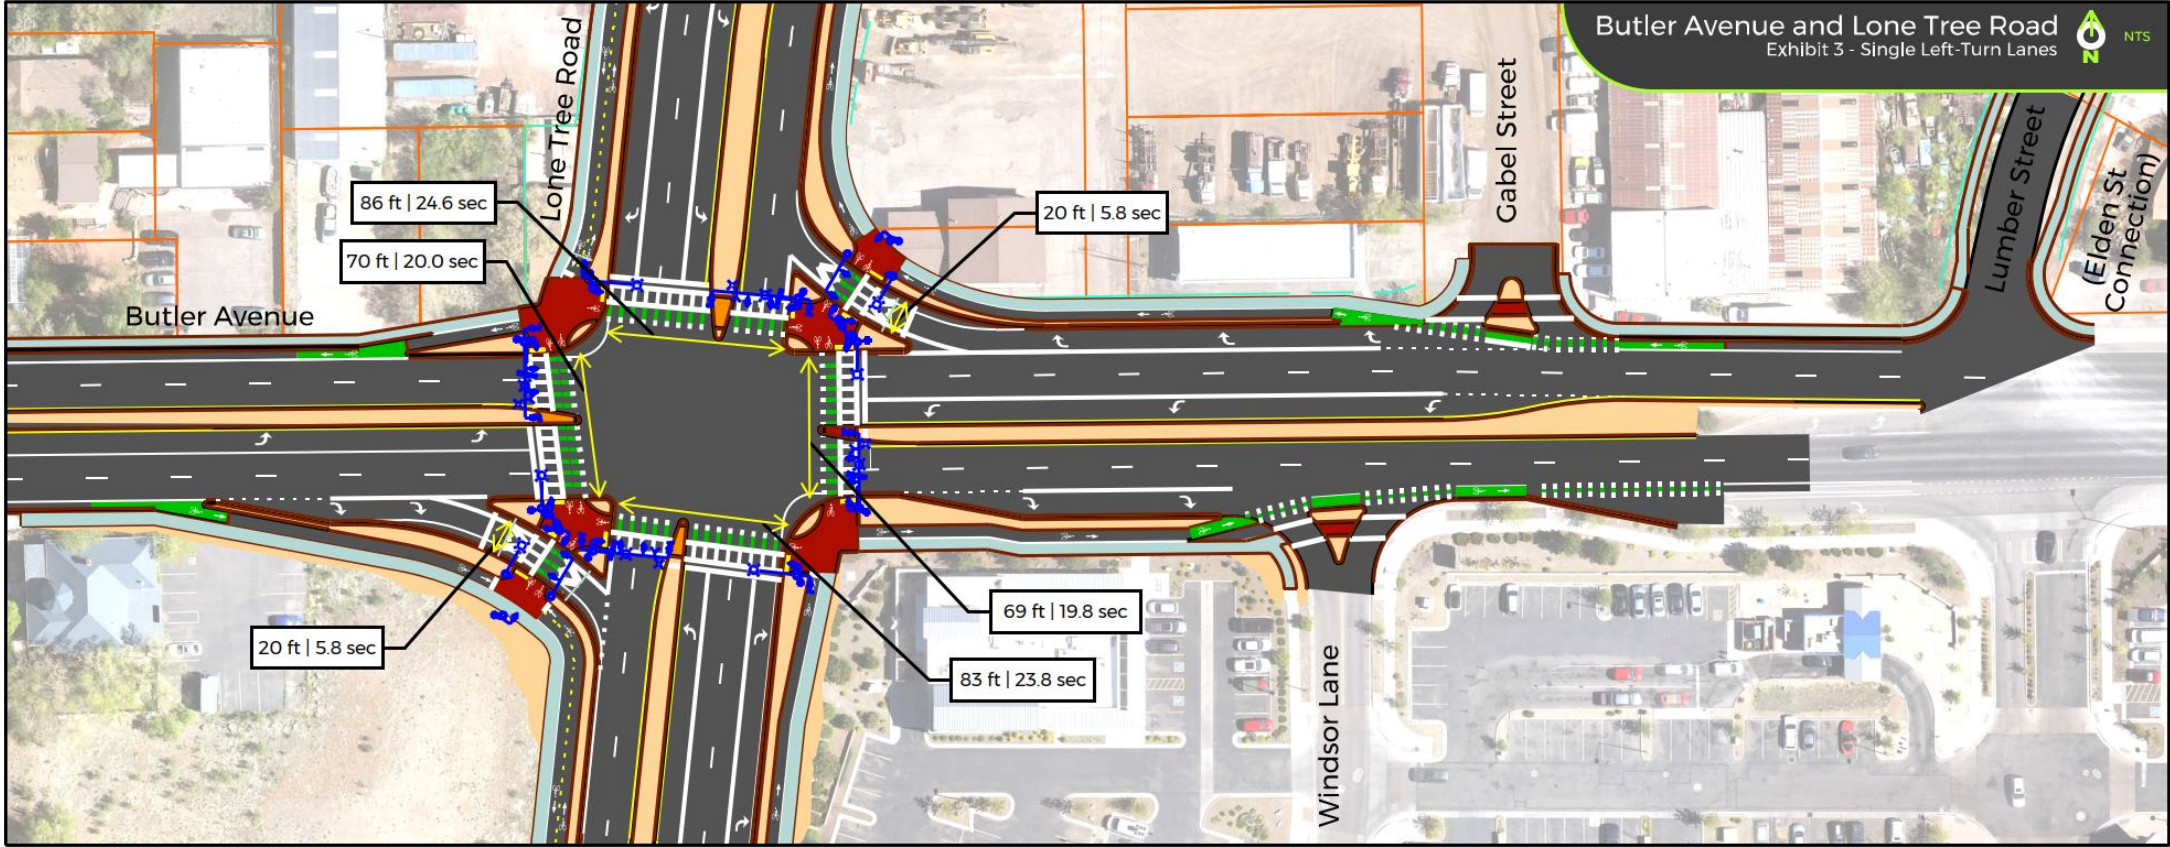 Butler Avenue and Lone Tree Road
Exhibit 3 - Single Left-Turn Lanes
N
NTS
Lone Tree Road
Gabel Street
Lumber Street
(Elden St
Connection)
86 ft | 24.6 sec
20 ft | 5.8 sec
70 ft | 20.0 sec
Butler Avenue
69 ft | 19.8 sec
20 ft | 5.8 sec
83 ft | 23.8 sec
Windsor Lane